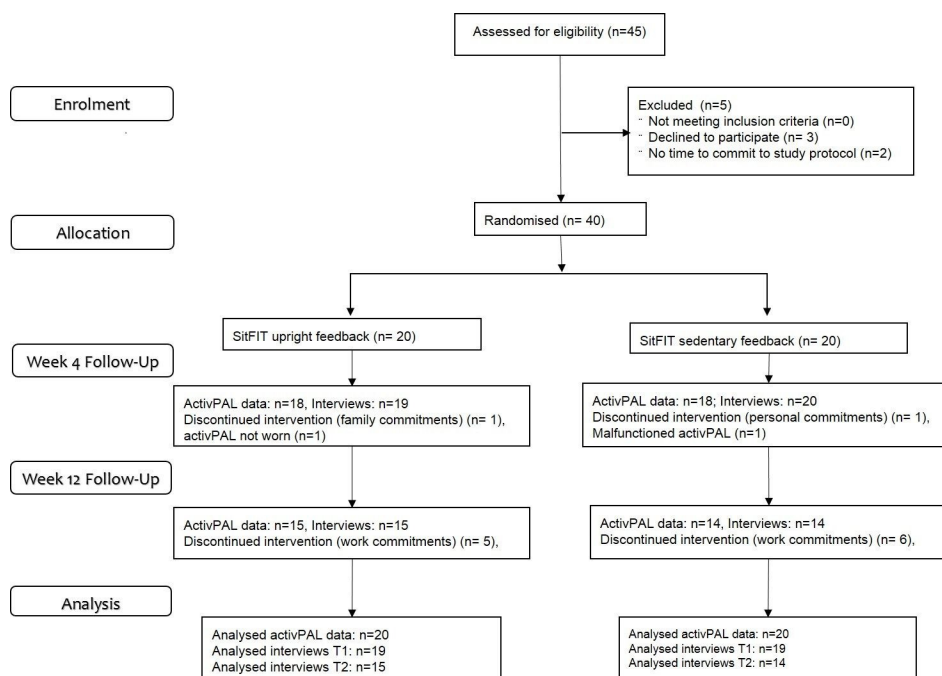 Assessed for eligibility (n=45)
Enrolment
Excluded (n=5)
¨ Not meeting inclusion criteria (n=0)
¨ Declined to participate (n= 3)
¨ No time to commit to study protocol (n=2)
Allocation
Randomised (n= 40)
SitFIT upright feedback (n= 20)
SitFIT sedentary feedback (n= 20)
Week 4 Follow-Up
ActivPAL data: n=18, Interviews: n=19
Discontinued intervention (family commitments) (n= 1),
activPAL not worn (n=1)
ActivPAL data: n=18; Interviews: n=20
Discontinued intervention (personal commitments) (n= 1),
Malfunctioned activPAL (n=1)
Week 12 Follow-Up
ActivPAL data: n=15, Interviews: n=15
Discontinued intervention (work commitments) (n= 5),
ActivPAL data: n=14, Interviews: n=14
Discontinued intervention (work commitments) (n= 6),
Analysis
Analysed activPAL data: n=20
Analysed interviews T1: n=19
Analysed interviews T2: n=15
Analysed activPAL data: n=20
Analysed interviews T1: n=19
Analysed interviews T2: n=14